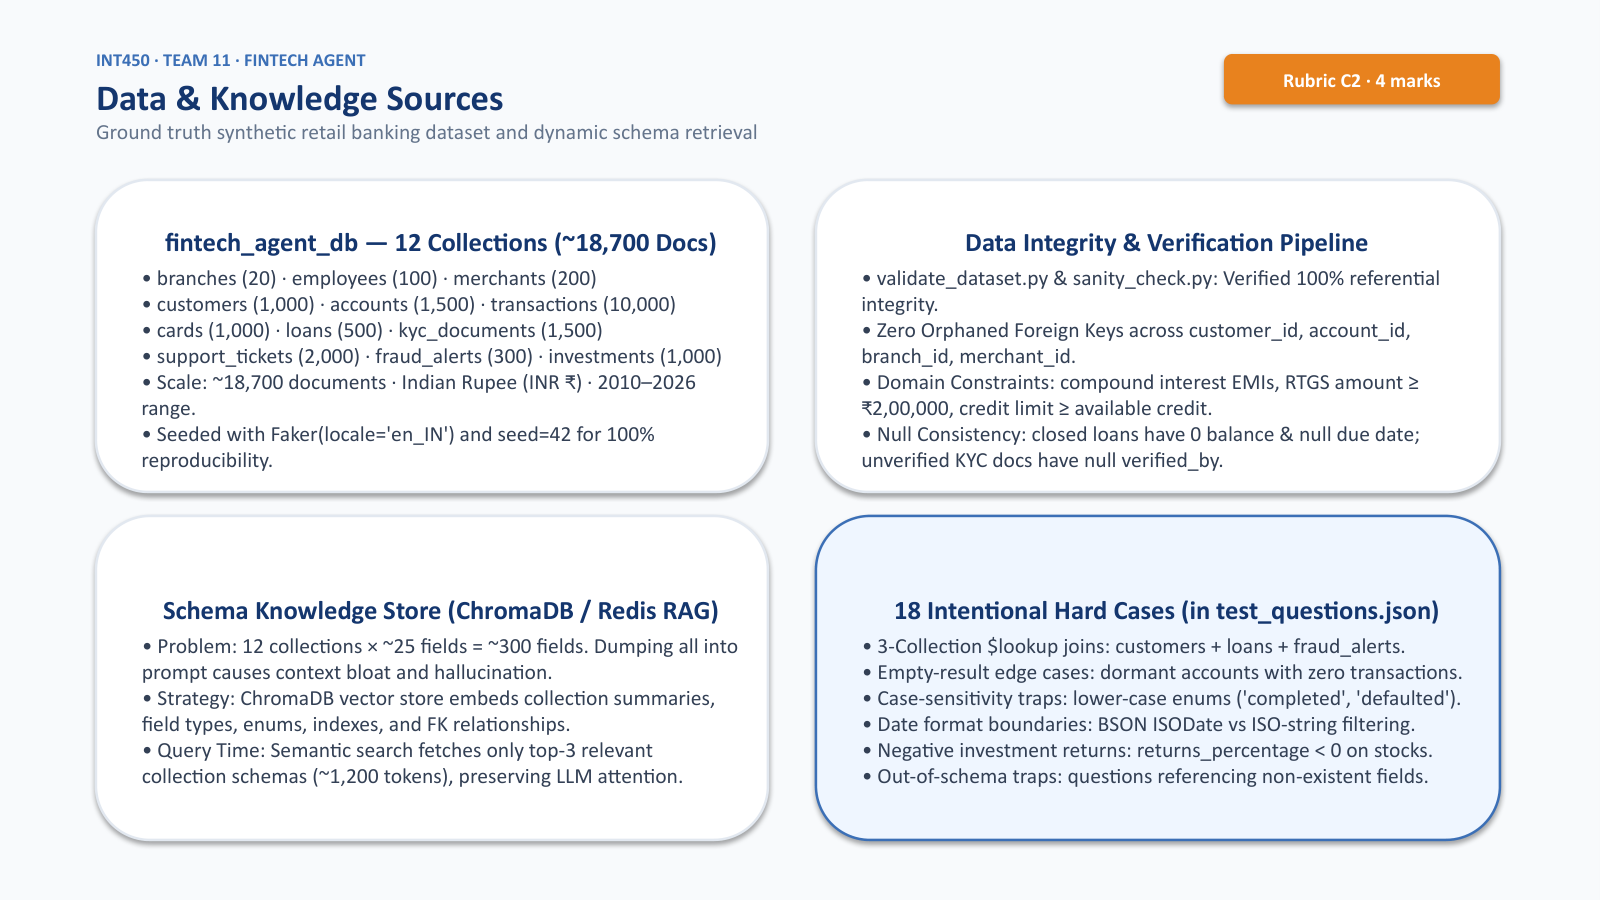 INT450 · TEAM 11 · FINTECH AGENT
Data & Knowledge Sources
Ground truth synthetic retail banking dataset and dynamic schema retrieval
Rubric C2 · 4 marks
fintech_agent_db — 12 Collections (~18,700 Docs)
• branches (20) · employees (100) · merchants (200)
• customers (1,000) · accounts (1,500) · transactions (10,000)
• cards (1,000) · loans (500) · kyc_documents (1,500)
• support_tickets (2,000) · fraud_alerts (300) · investments (1,000)
• Scale: ~18,700 documents · Indian Rupee (INR ₹) · 2010–2026
range.
• Seeded with Faker(locale='en_IN') and seed=42 for 100%
reproducibility.
Data Integrity & Verification Pipeline
• validate_dataset.py & sanity_check.py: Verified 100% referential
integrity.
• Zero Orphaned Foreign Keys across customer_id, account_id,
branch_id, merchant_id.
• Domain Constraints: compound interest EMIs, RTGS amount ≥
₹2,00,000, credit limit ≥ available credit.
• Null Consistency: closed loans have 0 balance & null due date;
unverified KYC docs have null verified_by.
Schema Knowledge Store (ChromaDB / Redis RAG)
• Problem: 12 collections × ~25 fields = ~300 fields. Dumping all into
prompt causes context bloat and hallucination.
• Strategy: ChromaDB vector store embeds collection summaries,
field types, enums, indexes, and FK relationships.
• Query Time: Semantic search fetches only top-3 relevant
collection schemas (~1,200 tokens), preserving LLM attention.
18 Intentional Hard Cases (in test_questions.json)
• 3-Collection $lookup joins: customers + loans + fraud_alerts.
• Empty-result edge cases: dormant accounts with zero transactions.
• Case-sensitivity traps: lower-case enums ('completed', 'defaulted').
• Date format boundaries: BSON ISODate vs ISO-string filtering.
• Negative investment returns: returns_percentage < 0 on stocks.
• Out-of-schema traps: questions referencing non-existent fields.